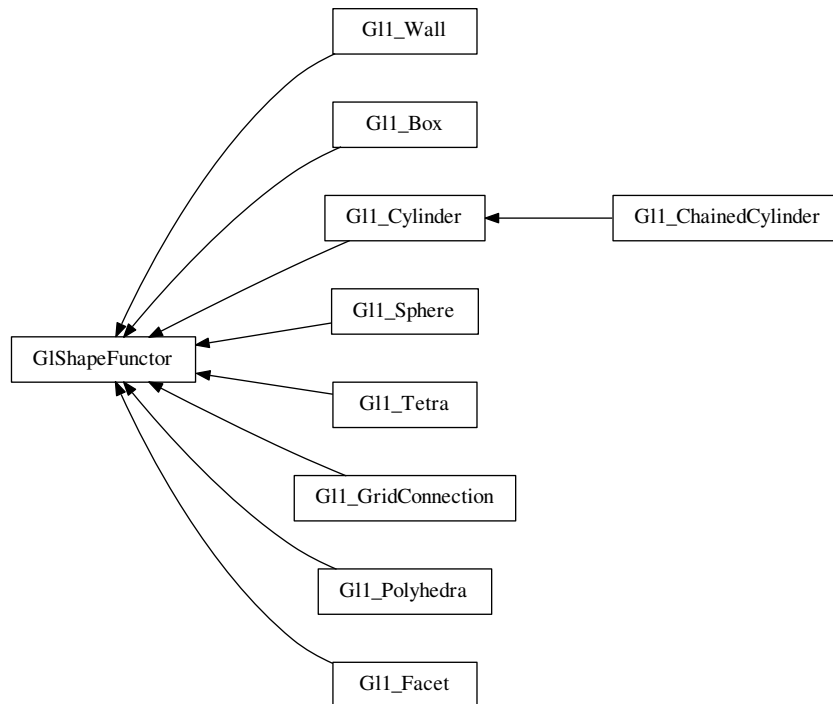 Gl1_Wall
Gl1_Box
Gl1_Cylinder
Gl1_ChainedCylinder
Gl1_Sphere
GlShapeFunctor
Gl1_Tetra
Gl1_GridConnection
Gl1_Polyhedra
Gl1_Facet